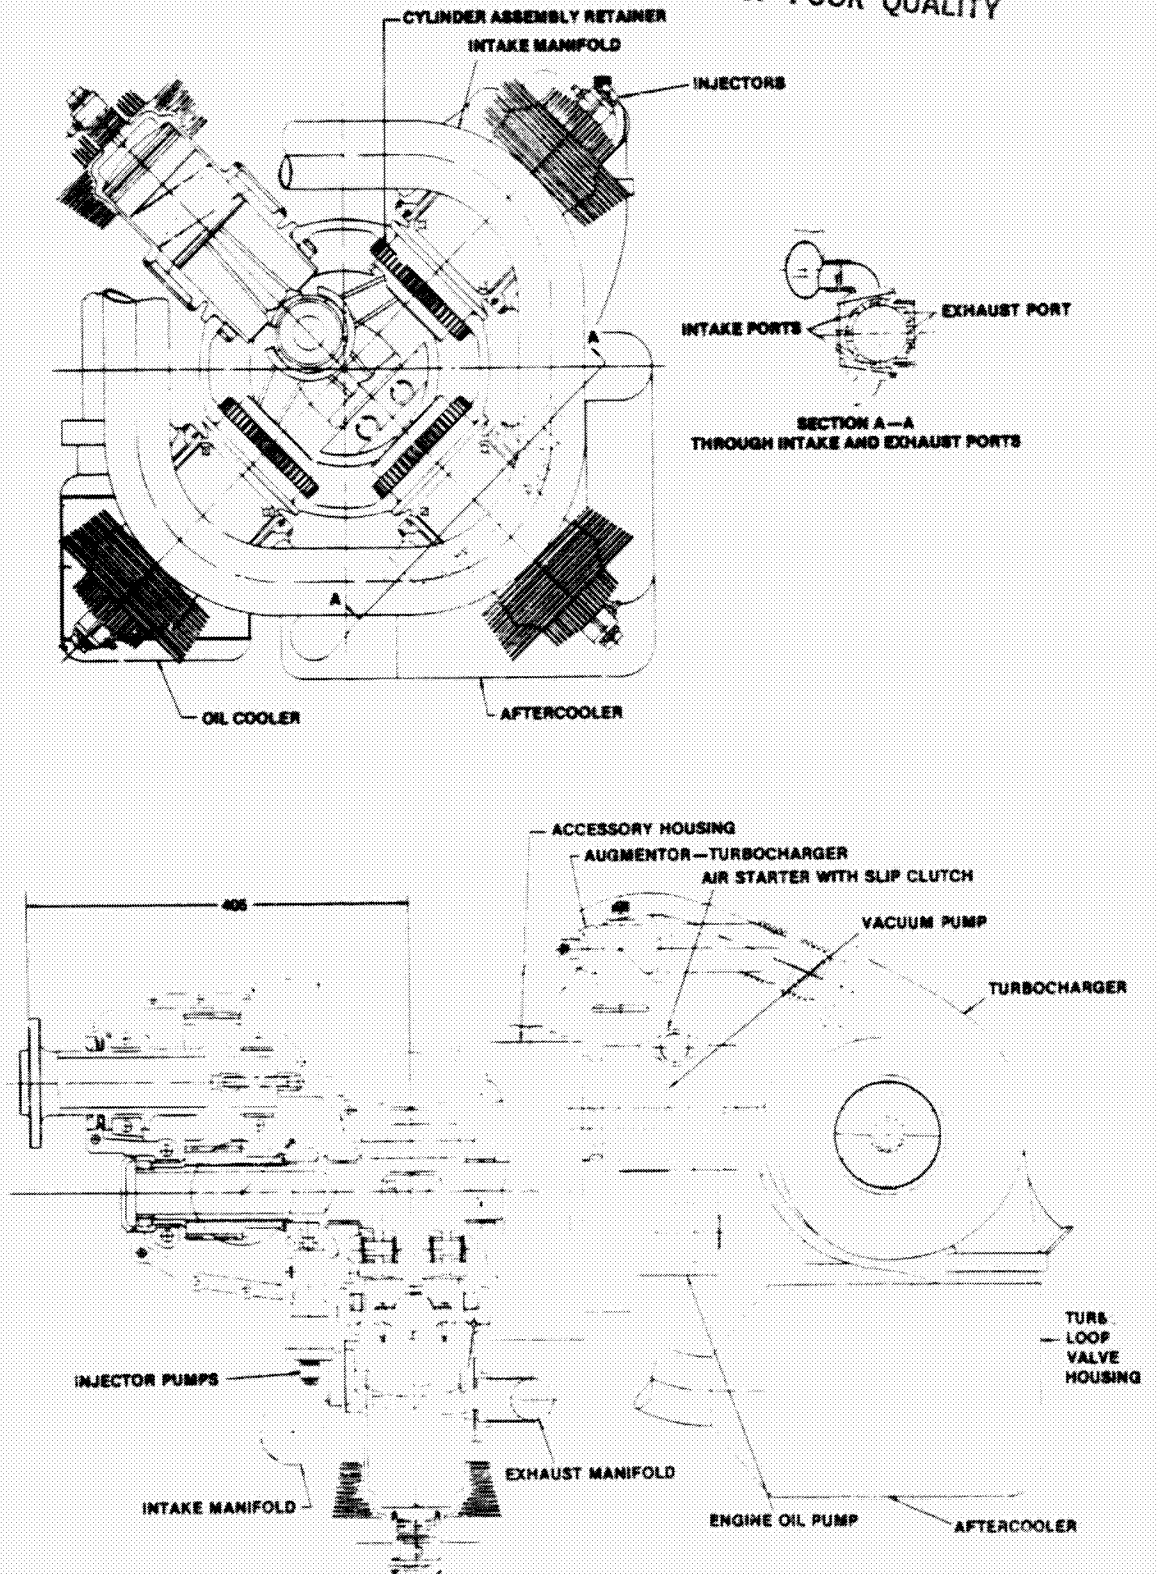 POOR QUALITY
CYLINDER ASSEMBLY RETAINER
INTAKE MANIFOLD
INJECTORS
INTAKE PORTS
EXHAUST PORT
A
SECTION A—A
THROUGH INTAKE AND EXHAUST PORTS
A
OIL COOLER
AFTERCOOLER
ACCESSORY HOUSING
AUGMENTOR—TURBOCHARGER
AIR STARTER WITH SLIP CLUTCH
405
VACUUM PUMP
TURBOCHARGER
TURB
LOOP
VALVE
HOUSING
INJECTOR PUMPS
EXHAUST MANIFOLD
INTAKE MANIFOLD
ENGINE OIL PUMP
AFTERCOOLER